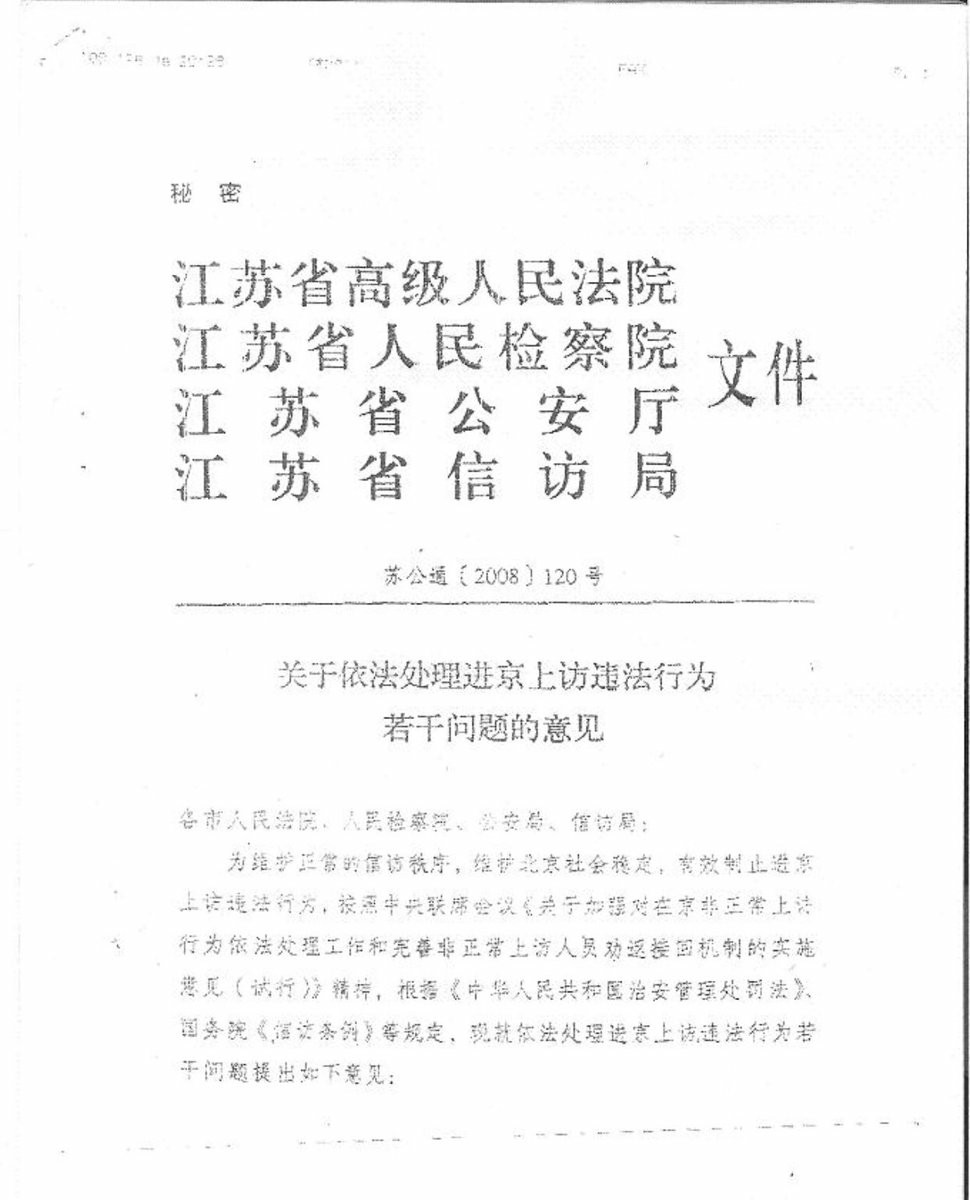 20:28
FAX
秘 密
江苏省高级人民法院
江苏省人民检察院
文件
江苏省公安厅
江苏省信访局
苏公通〔2008〕120号
关于依法处理进京上访违法行为
若干问题的意见
各市人民法院、人民检察院、公安局、信访局：
为维护正常的信访秩序，维护北京社会稳定，有效制止进京
上访违法行为，按照中央联席会议《关于加强对在京非正常上访
行为依法处理工作和完善非正常上访人员劝返接回机制的实施
意见（试行）》精神，根据《中华人民共和国治安管理处罚法》、
国务院《信访条例》等规定，现就依法处理进京上访违法行为若
干问题提出如下意见：